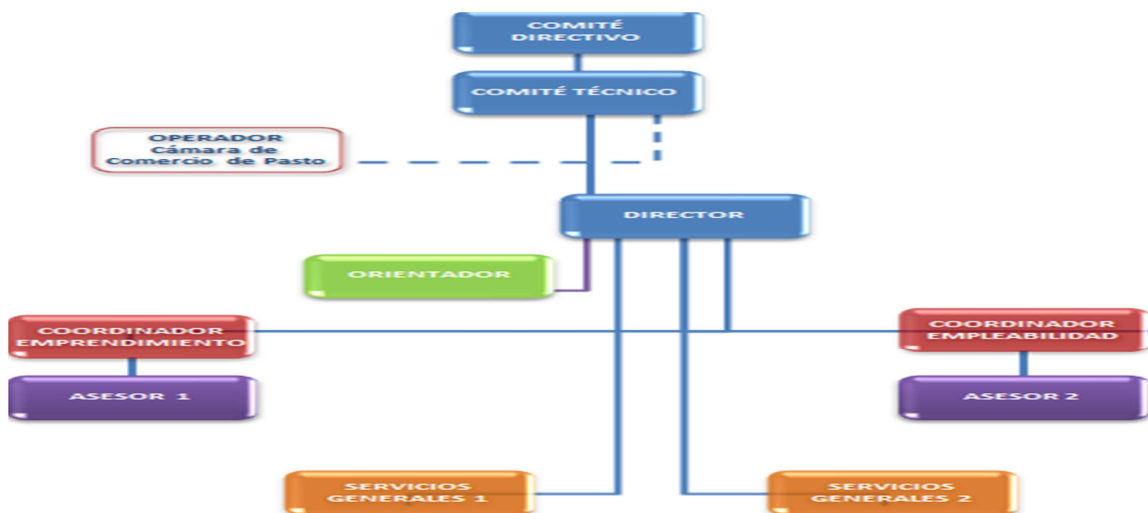 COMITÉ
DIRECTIVO
COMITÉ TÉCNICO
OPERADOR
Cámara de
Comercio de Pasto
DIRECTOR
ORIENTADOR
COORDINADOR
EMPRENDIMIENTO
COORDINADOR
EMPLEABILIDAD
ASESOR 1
ASESOR 2
SERVICIOS
GENERALES 1
SERVICIOS
GENERALES 2